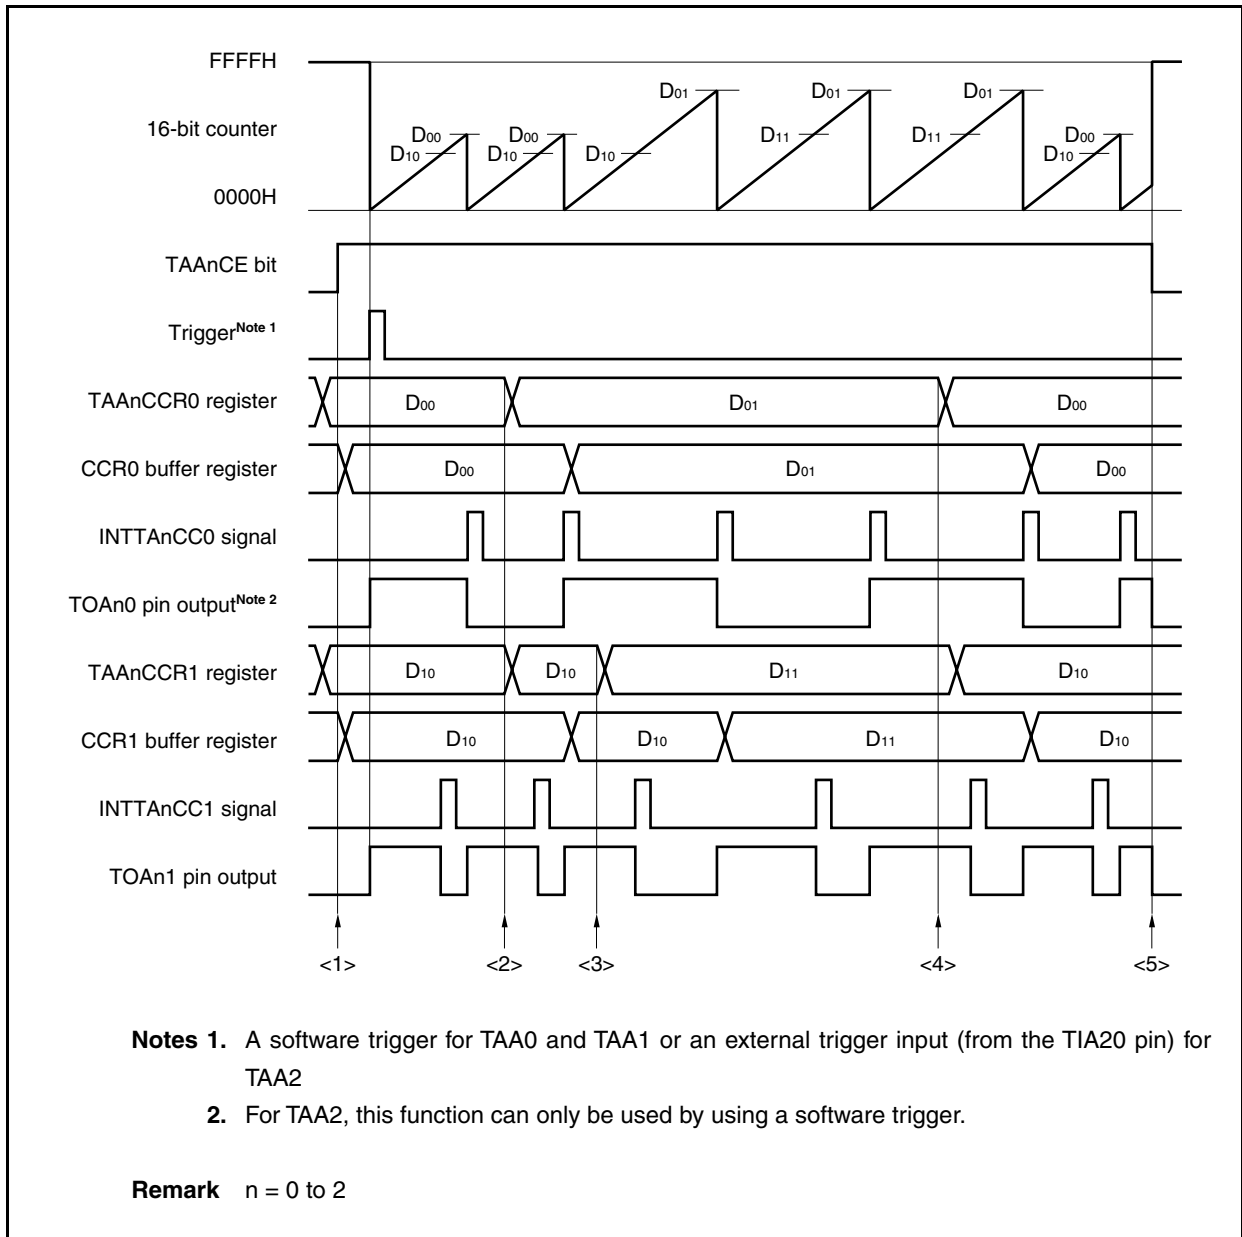 FFFFH
D01 D01 D01
16-bit counter
D00 D00 D11 D11 D00
D10 D10 D10 D10
0000H
TAAnCE bit
TriggerNote 1
TAAnCCR0 register D00 D01 D00
CCR0 buffer register D00 D01 D00
INTTAnCC0 signal
TOAn0 pin outputNote 2
TAAnCCR1 register D10 D10 D11 D10
CCR1 buffer register D10 D10 D11 D10
INTTAnCC1 signal
TOAn1 pin output
<1> <2> <3> <4> <5>
Notes 1. A software trigger for TAA0 and TAA1 or an external trigger input (from the TIA20 pin) for
TAA2
2. For TAA2, this function can only be used by using a software trigger.
Remark n = 0 to 2